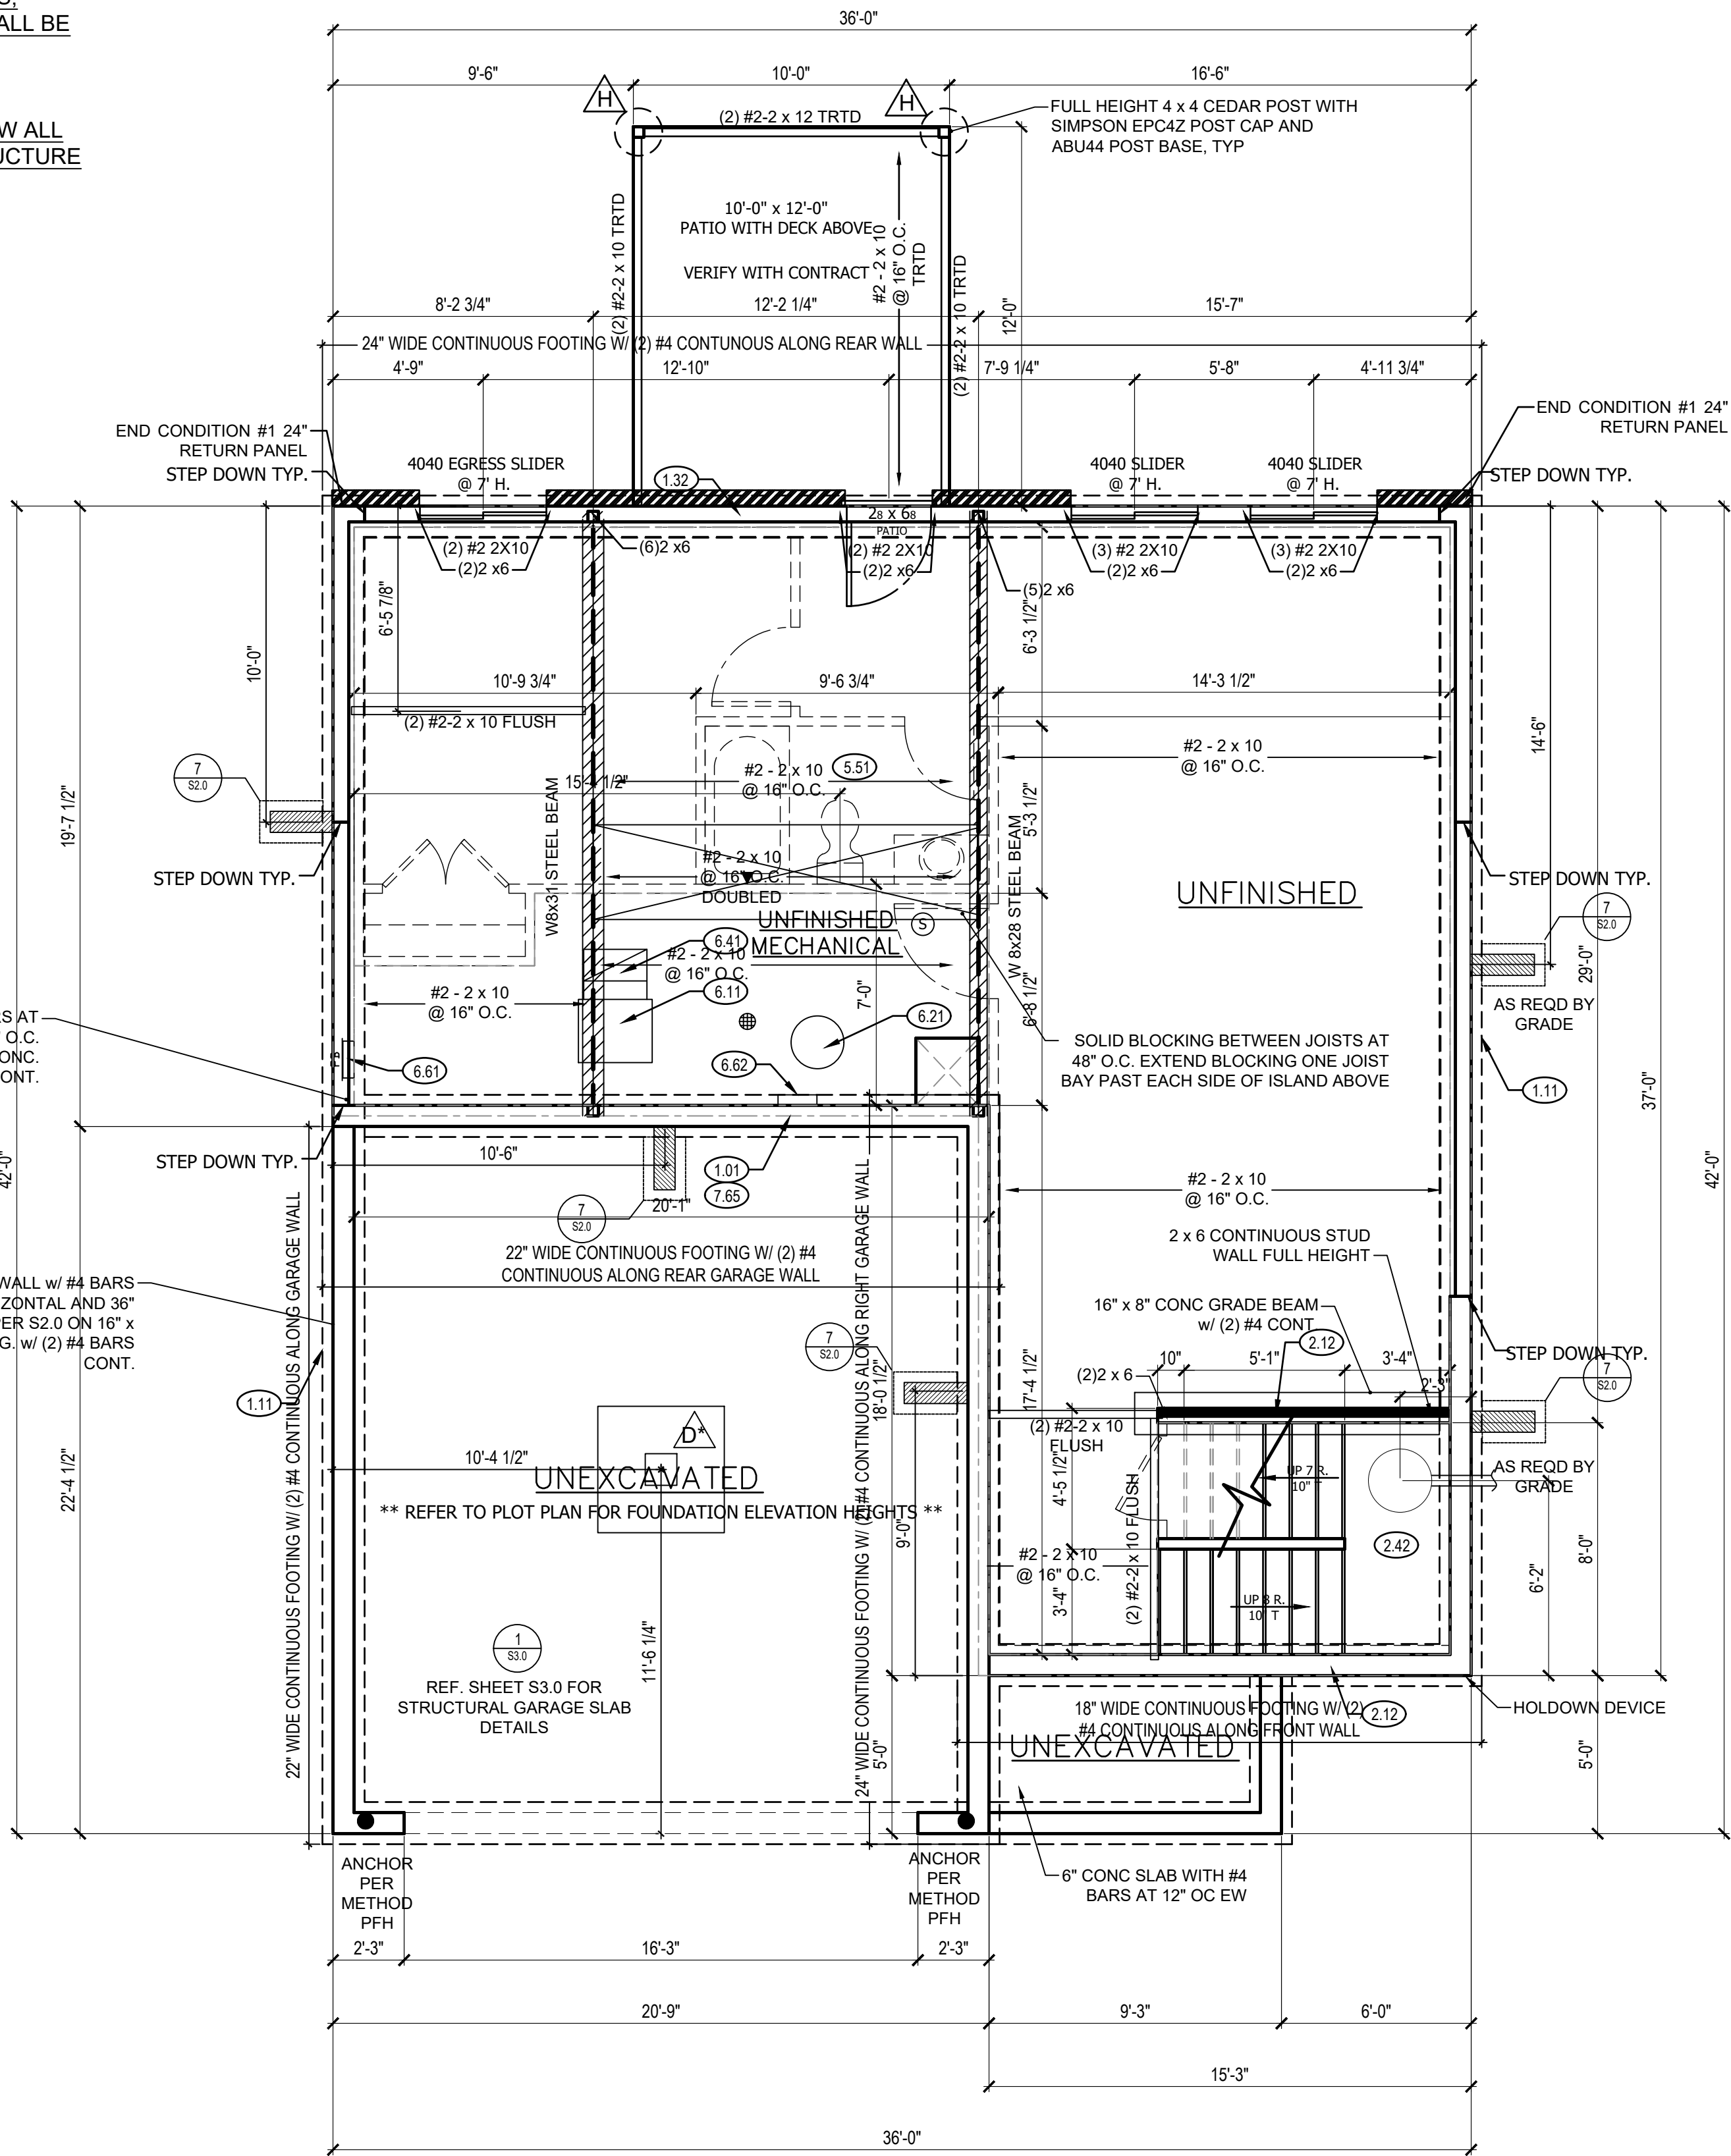 ALL BE
W ALL
UCTURE
36'-0"
9'-6"
10'-0"
16'-6"
H
H
(2) #2-2 x 12 TRTD
FULL HEIGHT 4 x 4 CEDAR POST WITH
SIMPSON EPC4Z POST CAP AND
ABU44 POST BASE, TYP
(2) #2-2 x 10 TRTD
10'-0" x 12'-0"
PATIO WITH DECK ABOVE
VERIFY WITH CONTRACT
#2 - 2 x 10
@ 16" O.C.
TRTD
(2) #2-2 x 10 TRTD
12'-0"
8'-2 3/4"
12'-2 1/4"
15'-7"
24" WIDE CONTINUOUS FOOTING W/ (2) #4 CONTUNOUS ALONG REAR WALL
4'-9"
12'-10"
7'-9 1/4"
5'-8"
4'-11 3/4"
END CONDITION #1 24"
RETURN PANEL
STEP DOWN TYP.
END CONDITION #1 24"
RETURN PANEL
STEP DOWN TYP.
4040 EGRESS SLIDER
@ 7' H.
1.32
4040 SLIDER
@ 7' H.
4040 SLIDER
@ 7' H.
28 x 68
PATIO
(2) #2 2X10
(2)2 x6
(6)2 x6
(2) #2 2X10
(2)2 x6
(5)2 x6
(3) #2 2X10
(2)2 x6
(3) #2 2X10
(2)2 x6
6'-5 7/8"
6'-3 1/2"
10'-0"
14'-6"
10'-9 3/4"
9'-6 3/4"
14'-3 1/2"
(2) #2-2 x 10 FLUSH
#2 - 2 x 10
@ 16" O.C.
5.51
#2 - 2 x 10
@ 16" O.C.
7
S2.0
19'-7 1/2"
W8x31 STEEL BEAM
5'-3 1/2"
W 8x28 STEEL BEAM
#2 - 2 x 10
@ 16" O.C.
DOUBLED
STEP DOWN TYP.
UNFINISHED
MECHANICAL
S
UNFINISHED
STEP DOWN TYP.
7
S2.0
29'-0"
6.41
#2 - 2 x 10
@ 16" O.C.
6.11
#2 - 2 x 10
@ 16" O.C.
7'-0"
6'-8 1/2"
6.21
AS REQD BY
GRADE
SOLID BLOCKING BETWEEN JOISTS AT
48" O.C. EXTEND BLOCKING ONE JOIST
BAY PAST EACH SIDE OF ISLAND ABOVE
RS AT
" O.C.
ONC.
ONT.
6.61
6.62
1.11
37'-0"
42'-0"
42'-0"
STEP DOWN TYP.
10'-6"
1.01
7.65
7
S2.0
20'-1"
22" WIDE CONTINUOUS FOOTING W/ (2) #4
CONTINUOUS ALONG REAR GARAGE WALL
#2 - 2 x 10
@ 16" O.C.
2 x 6 CONTINUOUS STUD
WALL FULL HEIGHT
WALL w/ #4 BARS
ZONTAL AND 36"
PER S2.0 ON 16" x
G. w/ (2) #4 BARS
CONT.
1.11
22'-4 1/2"
22" WIDE CONTINUOUS FOOTING W/ (2) #4 CONTINUOUS ALONG GARAGE WALL
24" WIDE CONTINUOUS FOOTING W/ (2) #4 CONTINUOUS ALONG RIGHT GARAGE WALL
7
S2.0
18'-0 1/2"
16" x 8" CONC GRADE BEAM
w/ (2) #4 CONT.
2.12
STEP DOWN TYP.
7
S2.0
10"
5'-1"
3'-4"
2'-3"
(2)2 x 6
17'-4 1/2"
(2) #2-2 x 10
FLUSH
D*
10'-4 1/2"
UNEXCAVATED
** REFER TO PLOT PLAN FOR FOUNDATION ELEVATION HEIGHTS **
9'-0"
4'-5 1/2"
(2) #2-2 x 10 FLUSH
UP 7 R.
10" T
AS REQD BY
GRADE
2.42
8'-0"
6'-2"
#2 - 2 x 10
@ 16" O.C.
3'-4"
UP 8 R.
10" T
1
S3.0
REF. SHEET S3.0 FOR
STRUCTURAL GARAGE SLAB
DETAILS
11'-6 1/4"
18" WIDE CONTINUOUS FOOTING W/ (2)
#4 CONTINUOUS ALONG FRONT WALL
2.12
HOLDOWN DEVICE
5'-0"
UNEXCAVATED
5'-0"
ANCHOR
PER
METHOD
PFH
ANCHOR
PER
METHOD
PFH
6" CONC SLAB WITH #4
BARS AT 12" OC EW
2'-3"
16'-3"
2'-3"
20'-9"
9'-3"
6'-0"
15'-3"
36'-0"